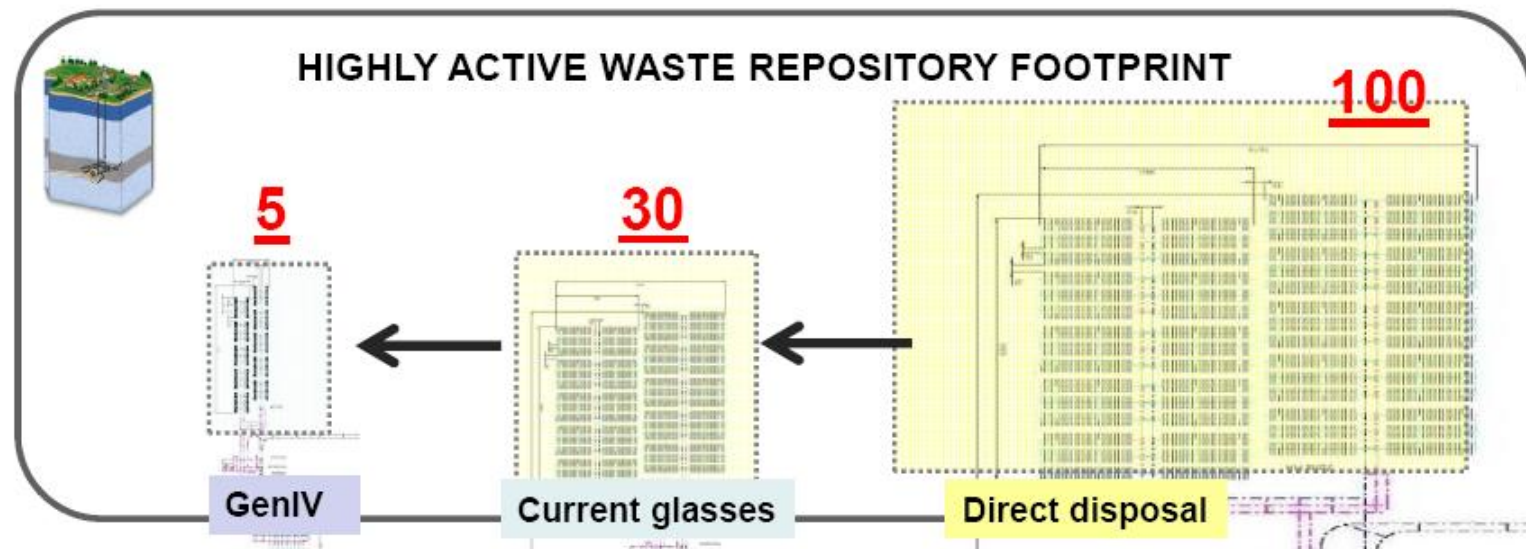 HIGHLY ACTIVE WASTE REPOSITORY FOOTPRINT
100
30
5
GenIV
Current glasses
Direct disposal